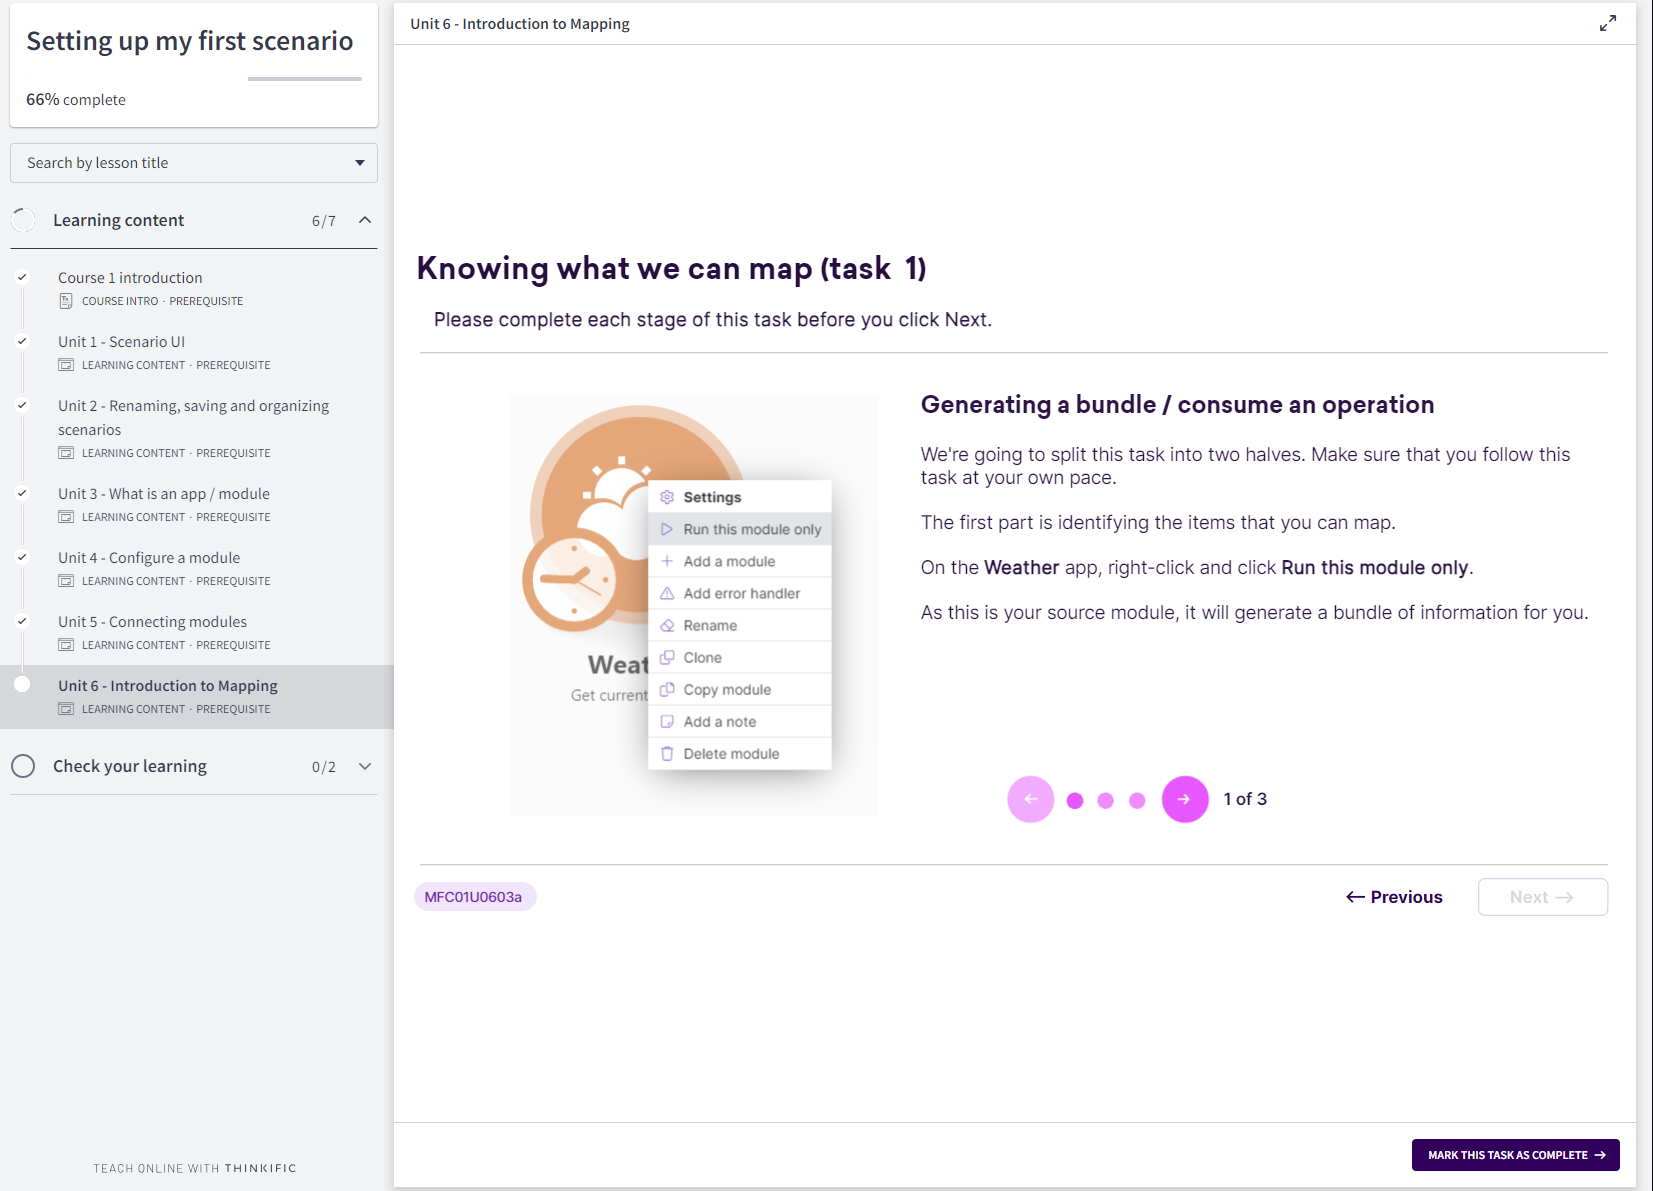 Setting up my first scenario
66% complete
Search by lesson title
Learning content 6/7
Course 1 introduction
COURSE INTRO · PREREQUISITE
Unit 1 - Scenario UI
LEARNING CONTENT · PREREQUISITE
Unit 2 - Renaming, saving and organizing
scenarios
LEARNING CONTENT · PREREQUISITE
Unit 3 - What is an app / module
LEARNING CONTENT · PREREQUISITE
Unit 4 - Configure a module
LEARNING CONTENT · PREREQUISITE
Unit 5 - Connecting modules
LEARNING CONTENT · PREREQUISITE
Unit 6 - Introduction to Mapping
LEARNING CONTENT · PREREQUISITE
Check your learning 0/2
TEACH ONLINE WITH THINKIFIC
Unit 6 - Introduction to Mapping
Knowing what we can map (task 1)
Please complete each stage of this task before you click Next.
Settings
Run this module only
Add a module
Add error handler
Rename
Clone
Copy module
Add a note
Delete module
Weat
Get current
Generating a bundle / consume an operation
We're going to split this task into two halves. Make sure that you follow this
task at your own pace.
The first part is identifying the items that you can map.
On the Weather app, right-click and click Run this module only.
As this is your source module, it will generate a bundle of information for you.
1 of 3
MFC01U0603a
← Previous
Next →
MARK THIS TASK AS COMPLETE →